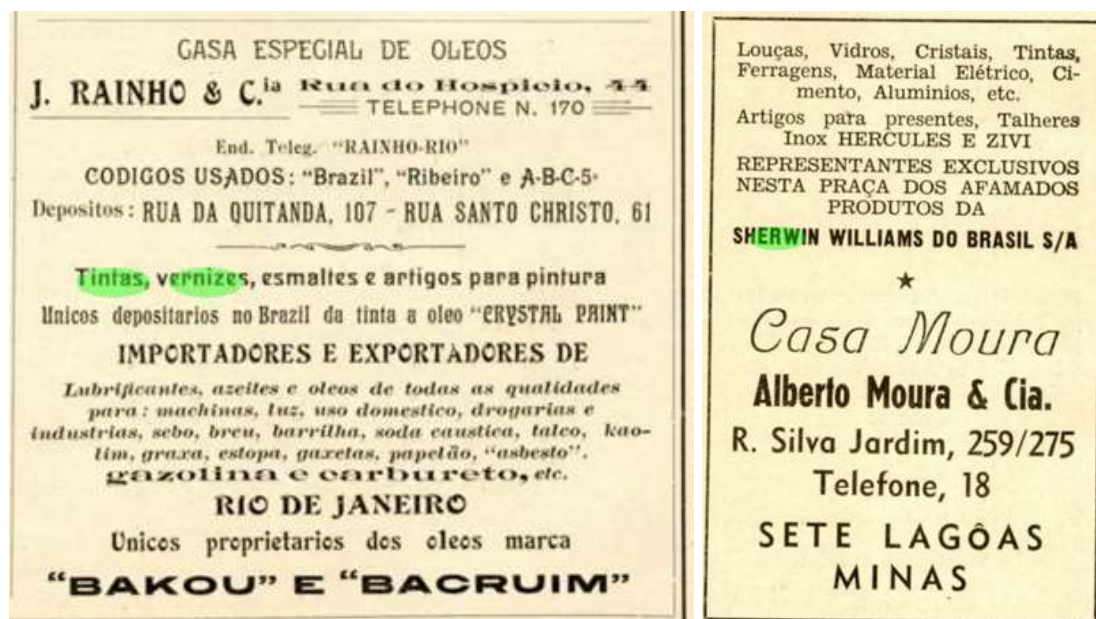 CASA ESPECIAL DE OLEOS
J. RAINHO & C.ia Rua do Hospicio, 44
TELEPHONE N. 170
End. Teleg. "RAINHO-RIO"
CODIGOS USADOS: "Brazil", "Ribeiro" e A-B-C-5ª
Depositos: RUA DA QUITANDA, 107 - RUA SANTO CHRISTO, 61
Tintas, vernizes, esmaltes e artigos para pintura
Unicos depositarios no Brazil da tinta a oleo "CRYSTAL PAINT"
IMPORTADORES E EXPORTADORES DE
Lubrificantes, azeites e oleos de todas as qualidades
para: machinas, luz, uso domestico, drogarias e
industrias, sebo, breu, barrilha, soda caustica, talco, kao-
lim, graxa, estopa, gaxetas, papelão, "asbesto".
gazolina e carbureto, etc.
RIO DE JANEIRO
Unicos proprietarios dos oleos marca
"BAKOU" E "BACRUIM"
Louças, Vidros, Cristais, Tintas,
Ferragens, Material Elétrico, Ci-
mento, Aluminios, etc.
Artigos para presentes, Talheres
Inox HERCULES E ZIVI
REPRESENTANTES EXCLUSIVOS
NESTA PRAÇA DOS AFAMADOS
PRODUTOS DA
SHERWIN WILLIAMS DO BRASIL S/A
Casa Moura
Alberto Moura & Cia.
R. Silva Jardim, 259/275
Telefone, 18
SETE LAGÔAS
MINAS